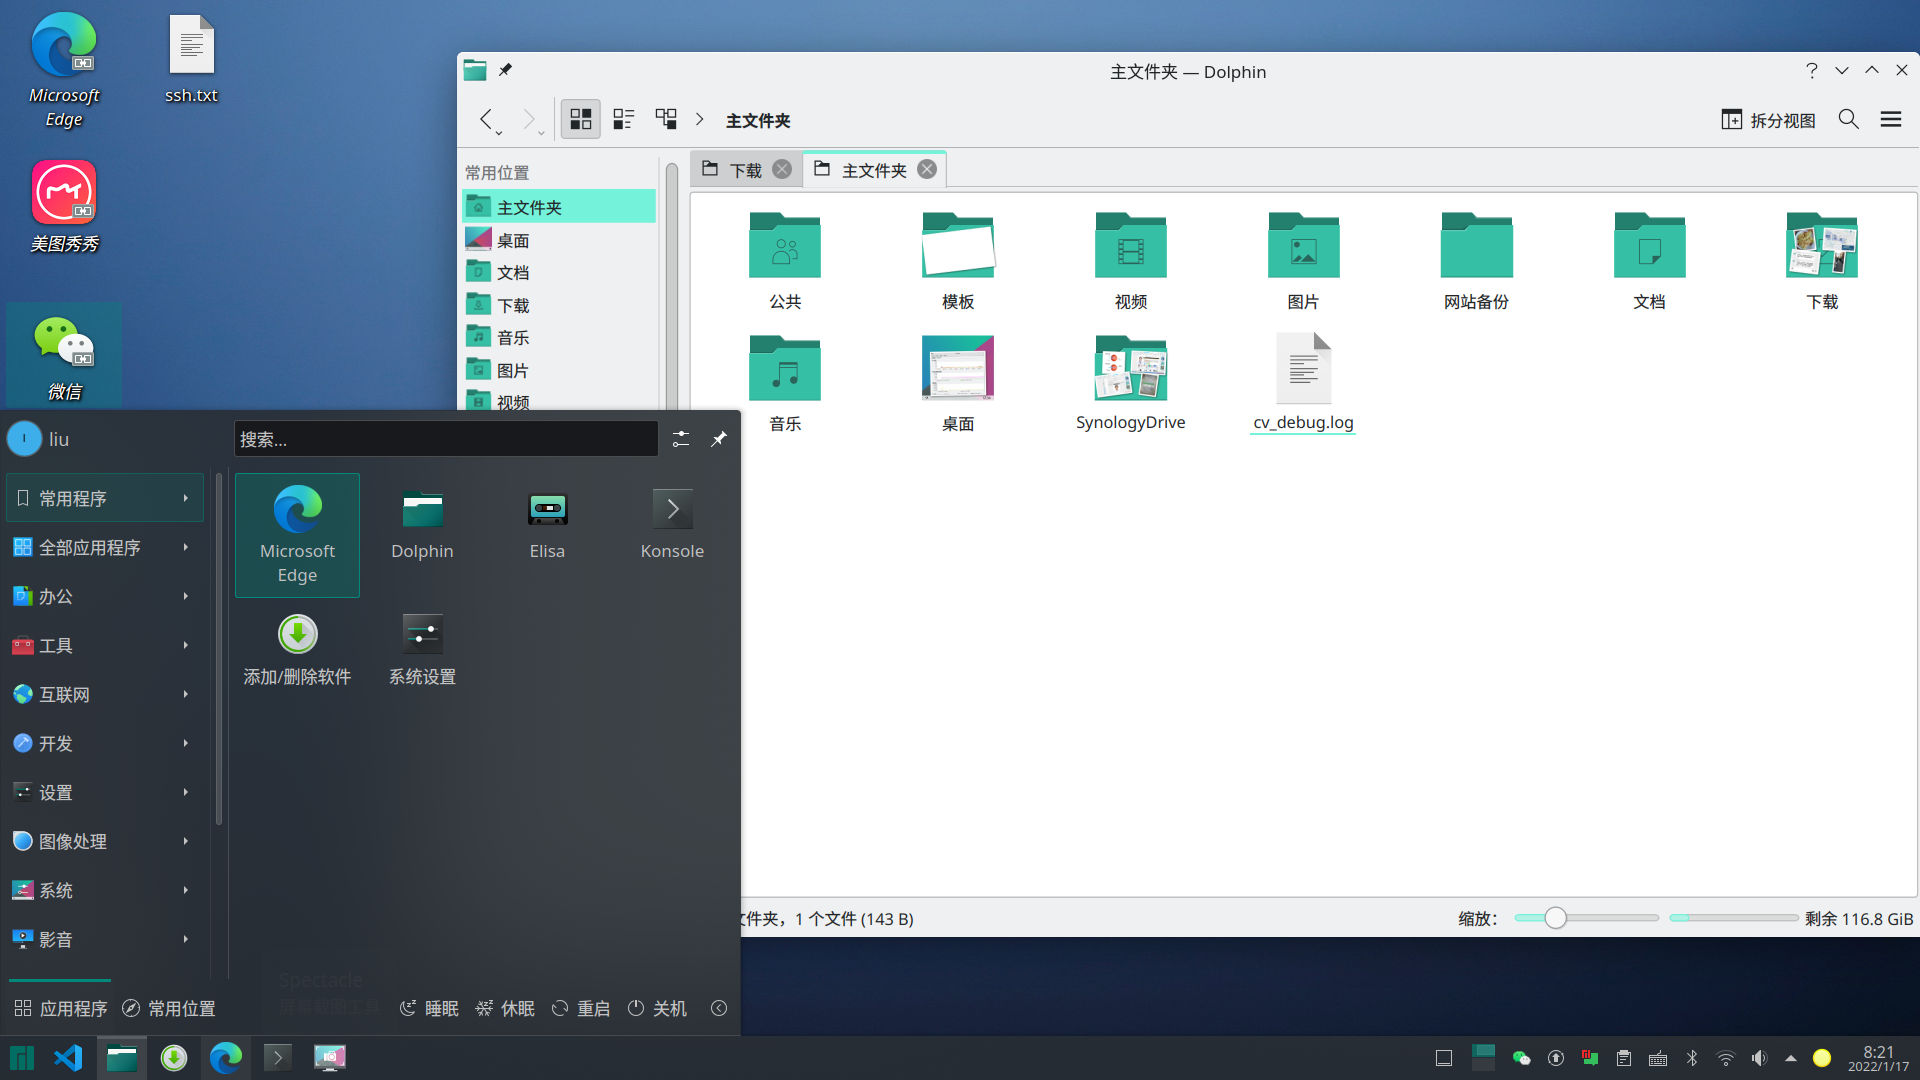 Microsoft
Edge
ssh.txt
美图秀秀
微信
主文件夹 — Dolphin
主文件夹
拆分视图
常用位置
主文件夹
桌面
文档
下载
音乐
图片
视频
下载
主文件夹
公共
模板
视频
图片
网站备份
文档
下载
音乐
桌面
SynologyDrive
cv_debug.log
文件夹，1 个文件 (143 B)
缩放：
剩余 116.8 GiB
liu
搜索...
常用程序
全部应用程序
办公
工具
互联网
开发
设置
图像处理
系统
影音
Microsoft
Edge
Dolphin
Elisa
Konsole
添加/删除软件
系统设置
Spectacle
屏幕截图工具
应用程序
常用位置
睡眠
休眠
重启
关机
8:21
2022/1/17